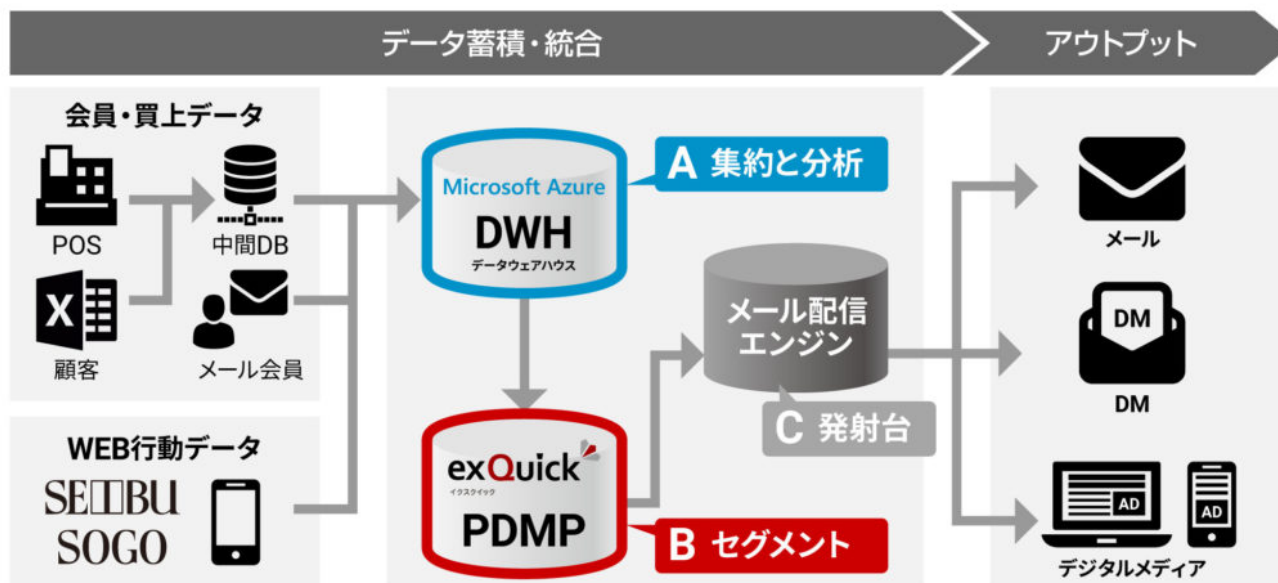 データ蓄積・統合
アウトプット
会員・買上データ
POS
中間DB
X
顧客
メール会員
WEB行動データ
SEIBU
SOGO
Microsoft Azure
DWH
データウェアハウス
A 集約と分析
exQuick
イクスクイック
PDMP
B セグメント
メール配信
エンジン
C 発射台
メール
DM
DM
AD
AD
デジタルメディア